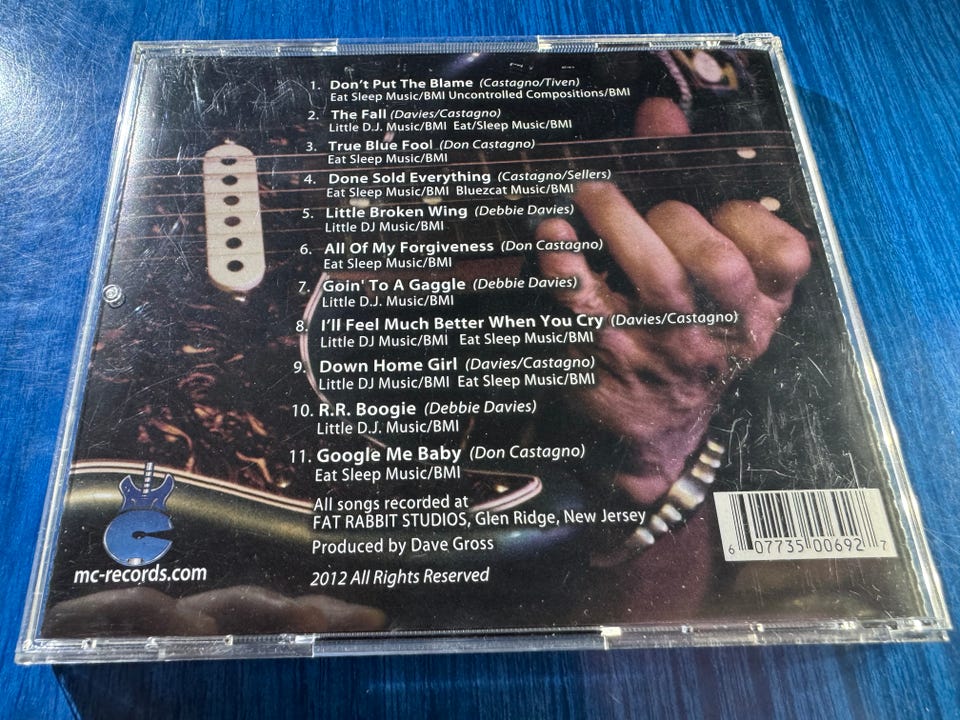 1. Don't Put The Blame (Castagno/Tiven)
Eat Sleep Music/BMI Uncontrolled Compositions/BMI
2. The Fall (Davies/Castagno)
Little D.J. Music/BMI Eat/Sleep Music/BMI
3. True Blue Fool (Don Castagno)
Eat Sleep Music/BMI
4. Done Sold Everything (Castagno/Sellers)
Eat Sleep Music/BMI Bluezcat Music/BMI
5. Little Broken Wing (Debbie Davies)
Little DJ Music/BMI
6. All Of My Forgiveness (Don Castagno)
Eat Sleep Music/BMI
7. Goin' To A Gaggle (Debbie Davies)
Little D.J. Music/BMI
8. I'll Feel Much Better When You Cry (Davies/Castagno)
Little DJ Music/BMI Eat Sleep Music/BMI
9. Down Home Girl (Davies/Castagno)
Little DJ Music/BMI Eat Sleep Music/BMI
10. R.R. Boogie (Debbie Davies)
Little D.J. Music/BMI
11. Google Me Baby (Don Castagno)
Eat Sleep Music/BMI
All songs recorded at
FAT RABBIT STUDIOS, Glen Ridge, New Jersey
Produced by Dave Gross
2012 All Rights Reserved
mc-records.com
6 07735 00692 7